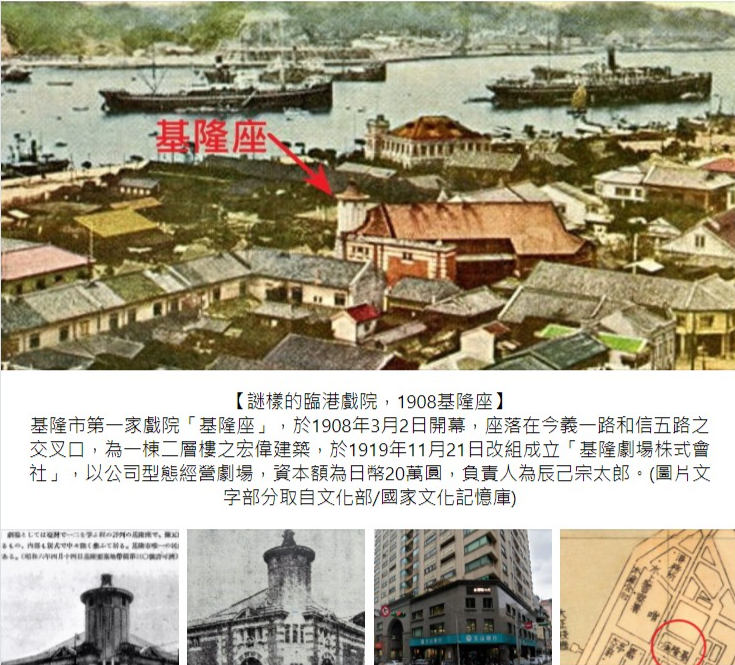 基隆座
【謎樣的臨港戲院，1908基隆座】
基隆市第一家戲院「基隆座」，於1908年3月2日開幕，座落在今義一路和信五路之
交叉口，為一棟二層樓之宏偉建築，於1919年11月21日改組成立「基隆劇場株式會
社」，以公司型態經營劇場，資本額為日幣20萬圓，負責人為辰己宗太郎。(圖片文
字部分取自文化部/國家文化記憶庫)